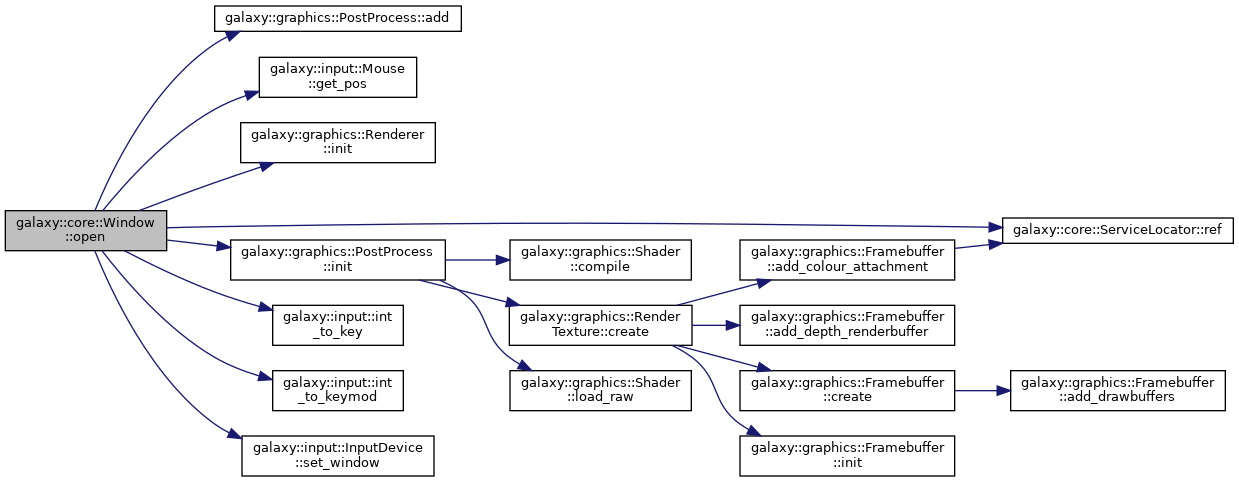 galaxy::graphics::PostProcess::add
galaxy::input::Mouse
::get_pos
galaxy::graphics::Renderer
::init
galaxy::core::Window
::open
galaxy::core::ServiceLocator::ref
galaxy::graphics::PostProcess
::init
galaxy::graphics::Shader
::compile
galaxy::graphics::Framebuffer
::add_colour_attachment
galaxy::input::int
_to_key
galaxy::graphics::Render
Texture::create
galaxy::graphics::Framebuffer
::add_depth_renderbuffer
galaxy::input::int
_to_keymod
galaxy::graphics::Shader
::load_raw
galaxy::graphics::Framebuffer
::create
galaxy::graphics::Framebuffer
::add_drawbuffers
galaxy::input::InputDevice
::set_window
galaxy::graphics::Framebuffer
::init